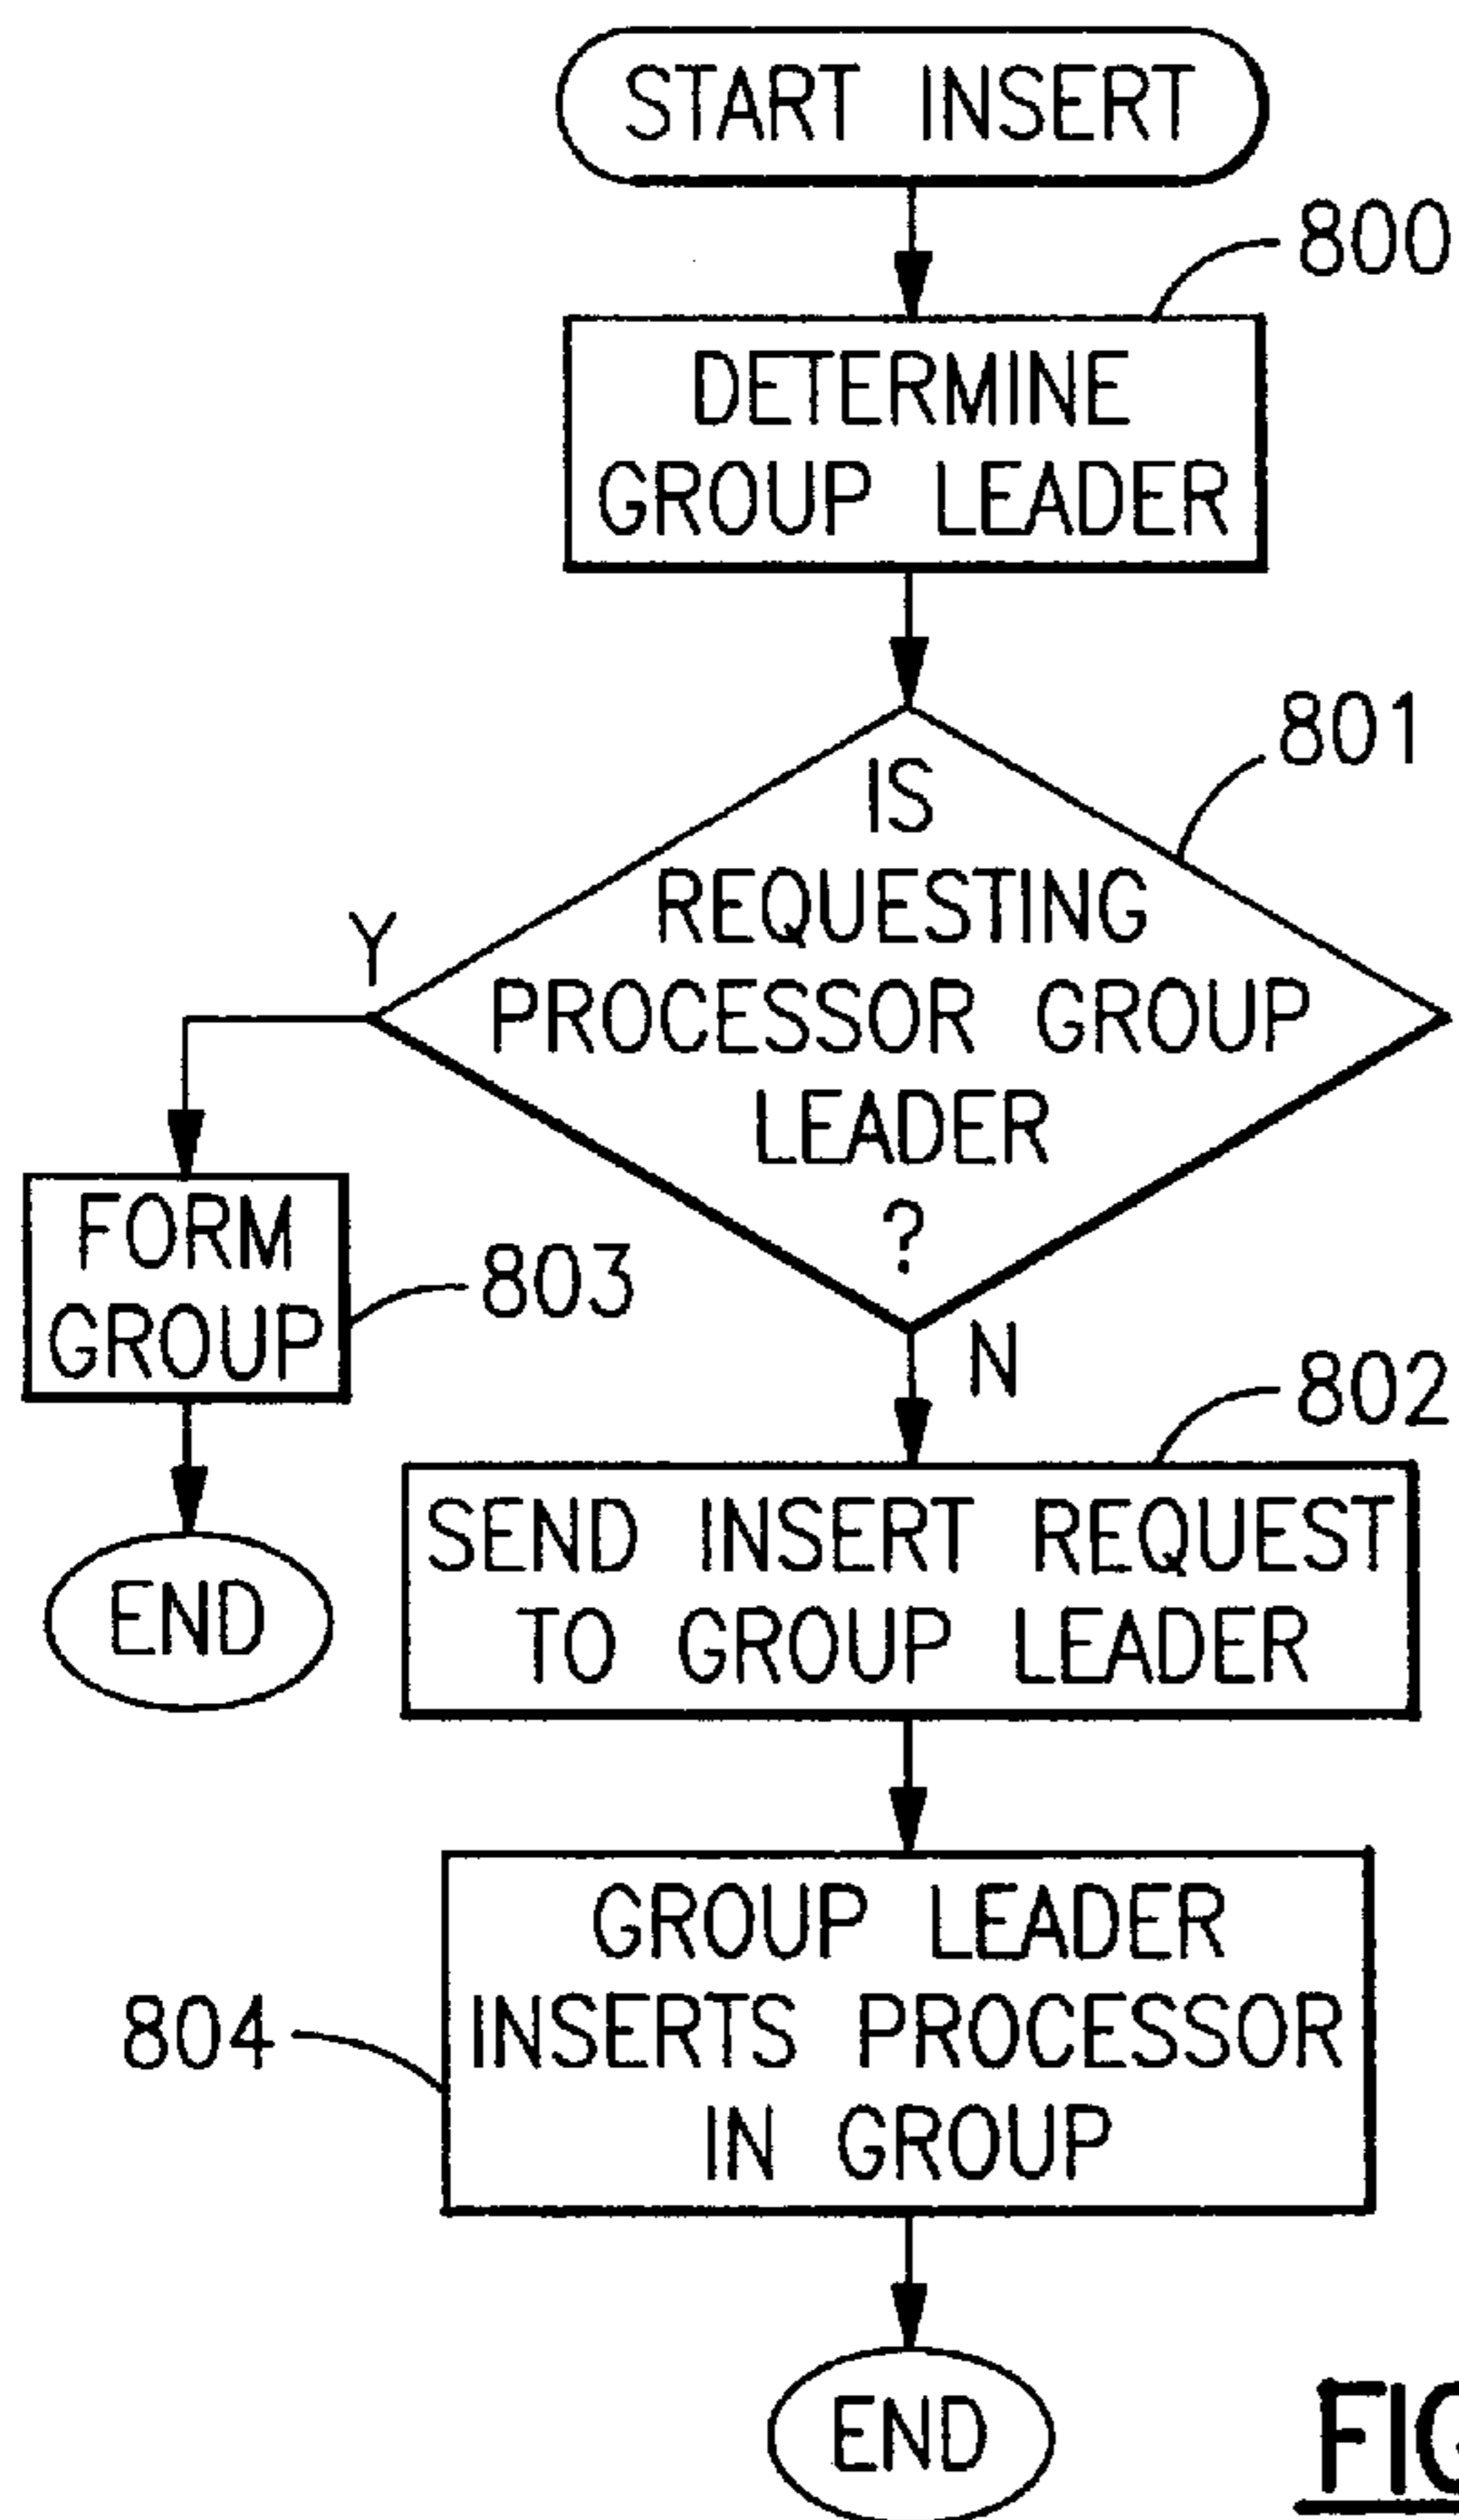 START INSERT
800
DETERMINE
GROUP LEADER
801
IS
REQUESTING
PROCESSOR GROUP
LEADER
?
Y
FORM
GROUP
803
N
802
SEND INSERT REQUEST
TO GROUP LEADER
END
GROUP LEADER
INSERTS PROCESSOR
IN GROUP
804
END